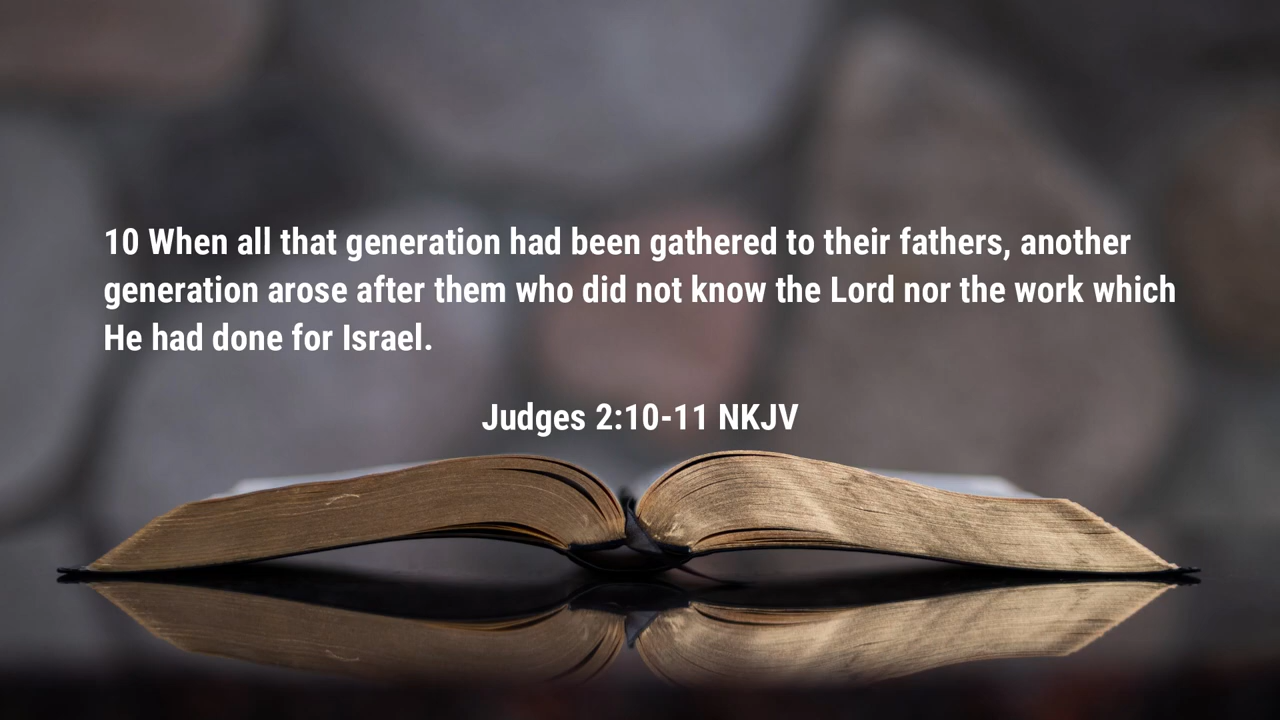 10 When all that generation had been gathered to their fathers, another
generation arose after them who did not know the Lord nor the work which
He had done for Israel.
Judges 2:10-11 NKJV